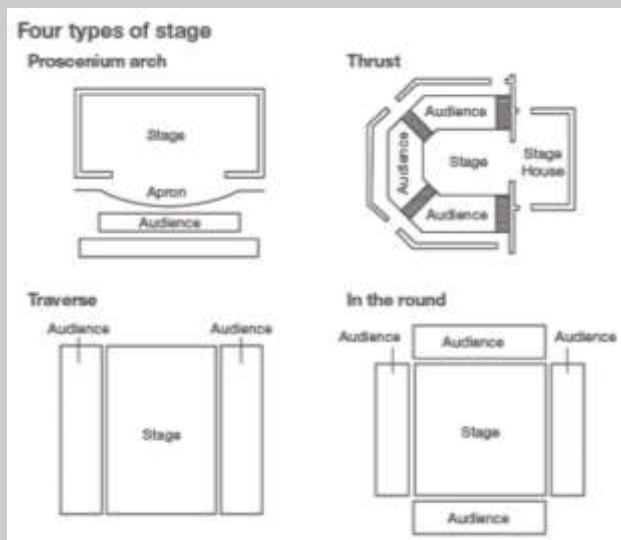 Four types of stage
Proscenium arch
Stage
Apron
Audience
Thrust
Audience
Audience
Stage
Stage
House
Audience
Traverse
Audience
Audience
Stage
In the round
Audience
Audience
Audience
Stage
Audience